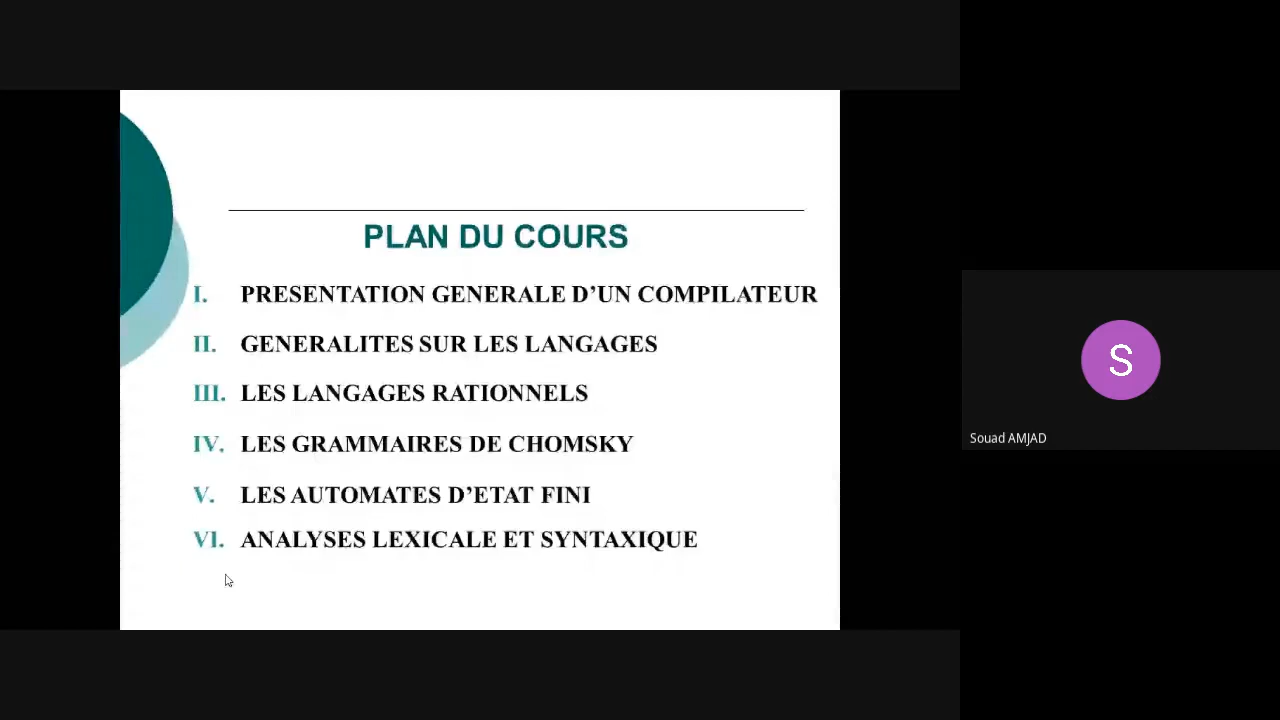 PLAN DU COURS
I. PRESENTATION GENERALE D’UN COMPILATEUR
II. GENERALITES SUR LES LANGAGES
III. LES LANGAGES RATIONNELS
IV. LES GRAMMAIRES DE CHOMSKY
V. LES AUTOMATES D’ETAT FINI
VI. ANALYSES LEXICALE ET SYNTAXIQUE
S
Souad AMJAD